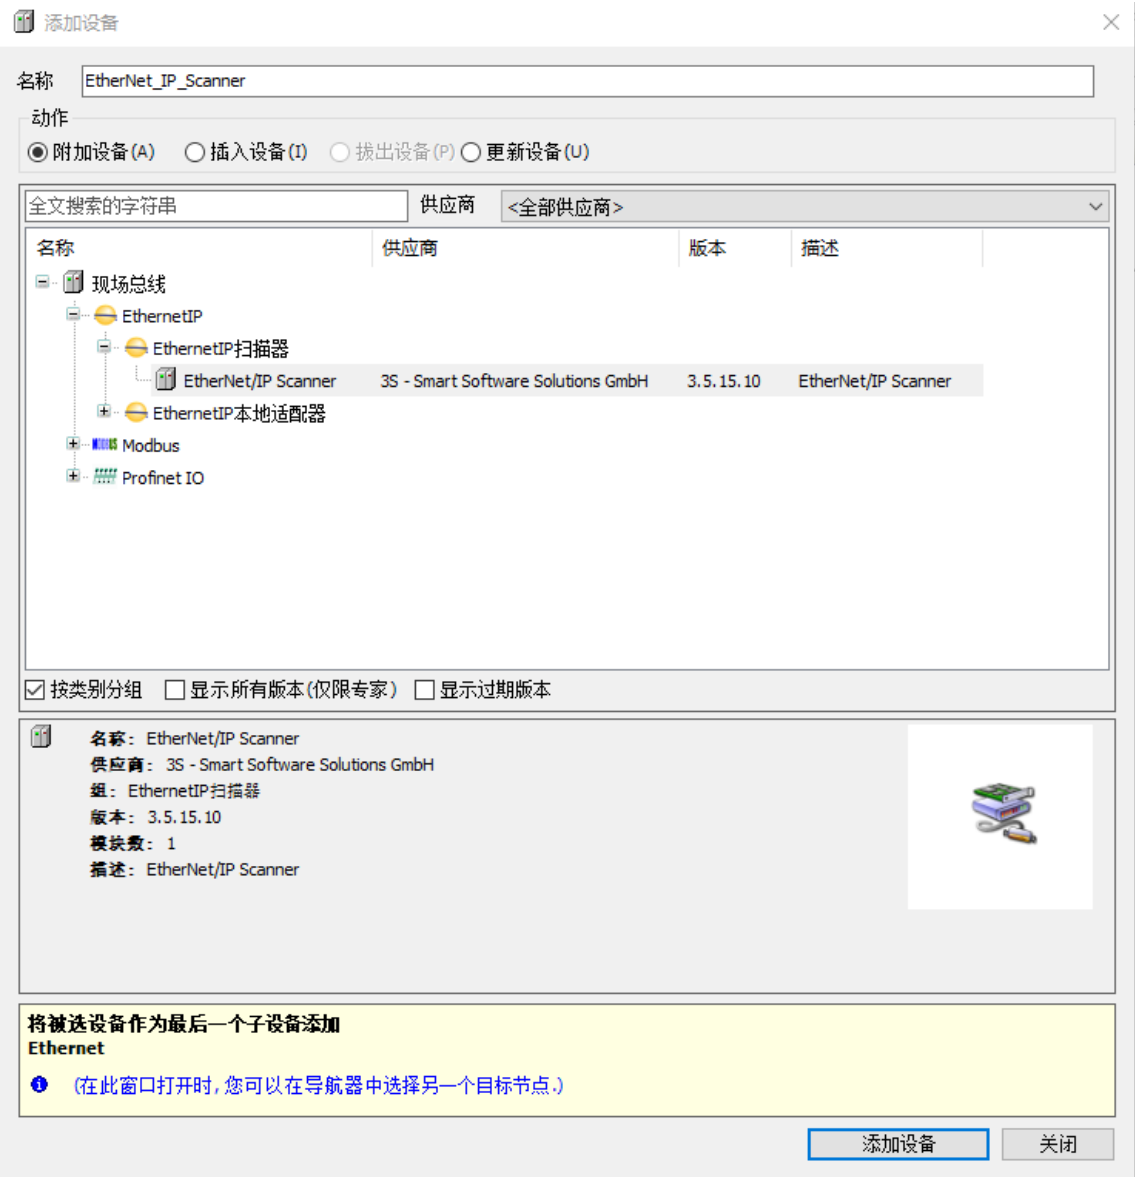 添加设备
名称 EtherNet_IP_Scanner
动作
附加设备(A) 插入设备(I) 拔出设备(P) 更新设备(U)
全文搜索的字符串 供应商 <全部供应商>
名称 供应商 版本 描述
现场总线
EthernetIP
EthernetIP扫描器
EtherNet/IP Scanner 3S - Smart Software Solutions GmbH 3.5.15.10 EtherNet/IP Scanner
EthernetIP本地适配器
MODBUS Modbus
Profinet IO
按类别分组 显示所有版本(仅限专家) 显示过期版本
名称: EtherNet/IP Scanner
供应商: 3S - Smart Software Solutions GmbH
组: EthernetIP扫描器
版本: 3.5.15.10
模块数: 1
描述: EtherNet/IP Scanner
将被选设备作为最后一个子设备添加
Ethernet
(在此窗口打开时, 您可以在导航器中选择另一个目标节点.)
添加设备 关闭